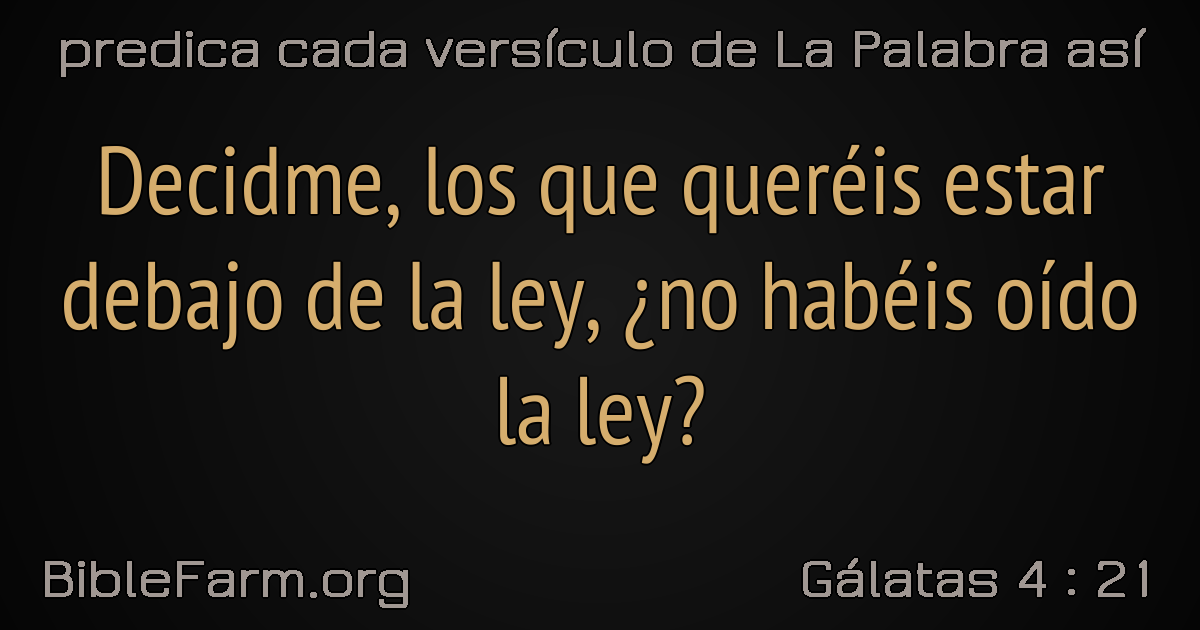 predica cada versículo de La Palabra así
Decidme, los que queréis estar
debajo de la ley, ¿no habéis oído
la ley?
BibleFarm.org
Gálatas 4 : 21